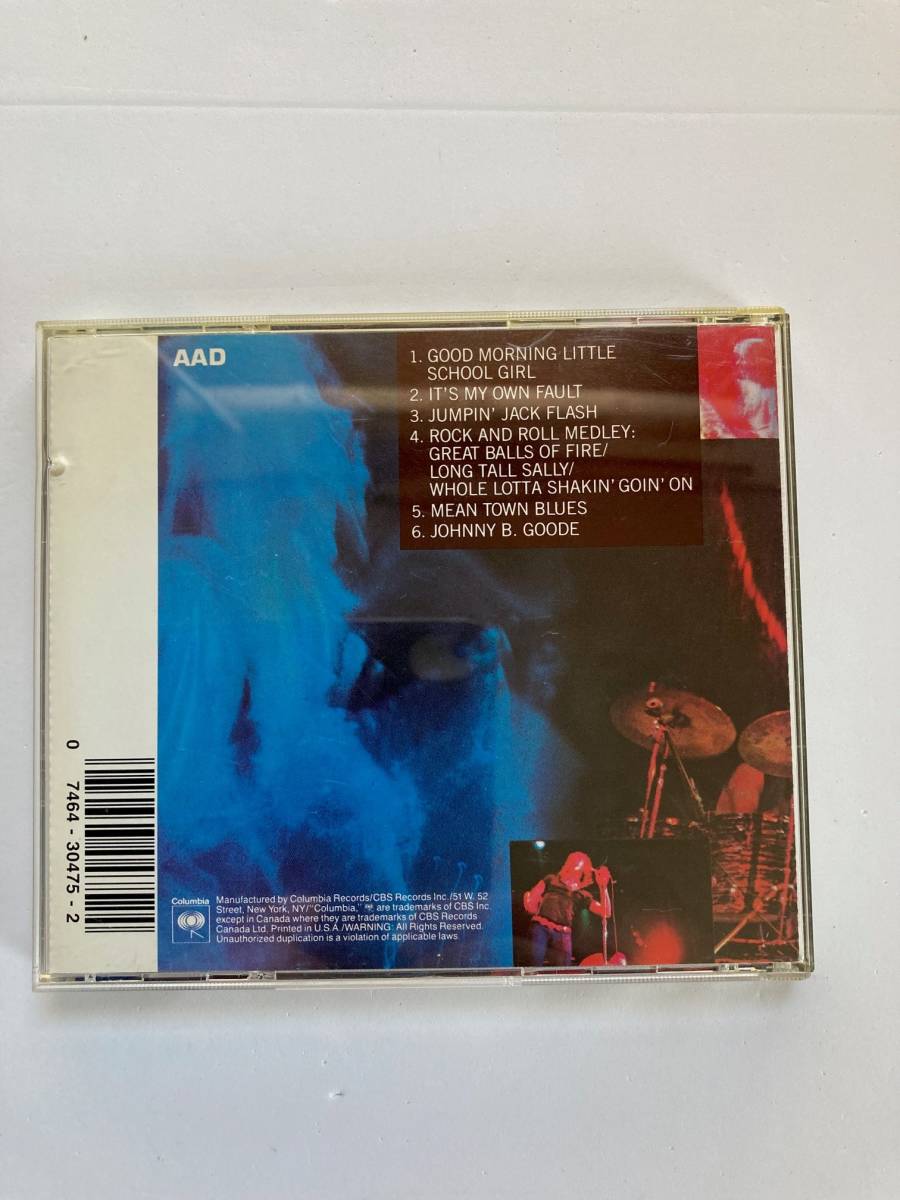 AAD
1. GOOD MORNING LITTLE
SCHOOL GIRL
2. IT'S MY OWN FAULT
3. JUMPIN' JACK FLASH
4. ROCK AND ROLL MEDLEY:
GREAT BALLS OF FIRE/
LONG TALL SALLY/
WHOLE LOTTA SHAKIN' GOIN' ON
5. MEAN TOWN BLUES
6. JOHNNY B. GOODE
0 7464-30475-2
Columbia
Manufactured by Columbia Records/CBS Records Inc./51 W. 52
Street, New York, NY/"Columbia," are trademarks of CBS Inc.
except in Canada where they are trademarks of CBS Records
Canada Ltd. Printed in U.S.A./WARNING: All Rights Reserved.
Unauthorized duplication is a violation of applicable laws.